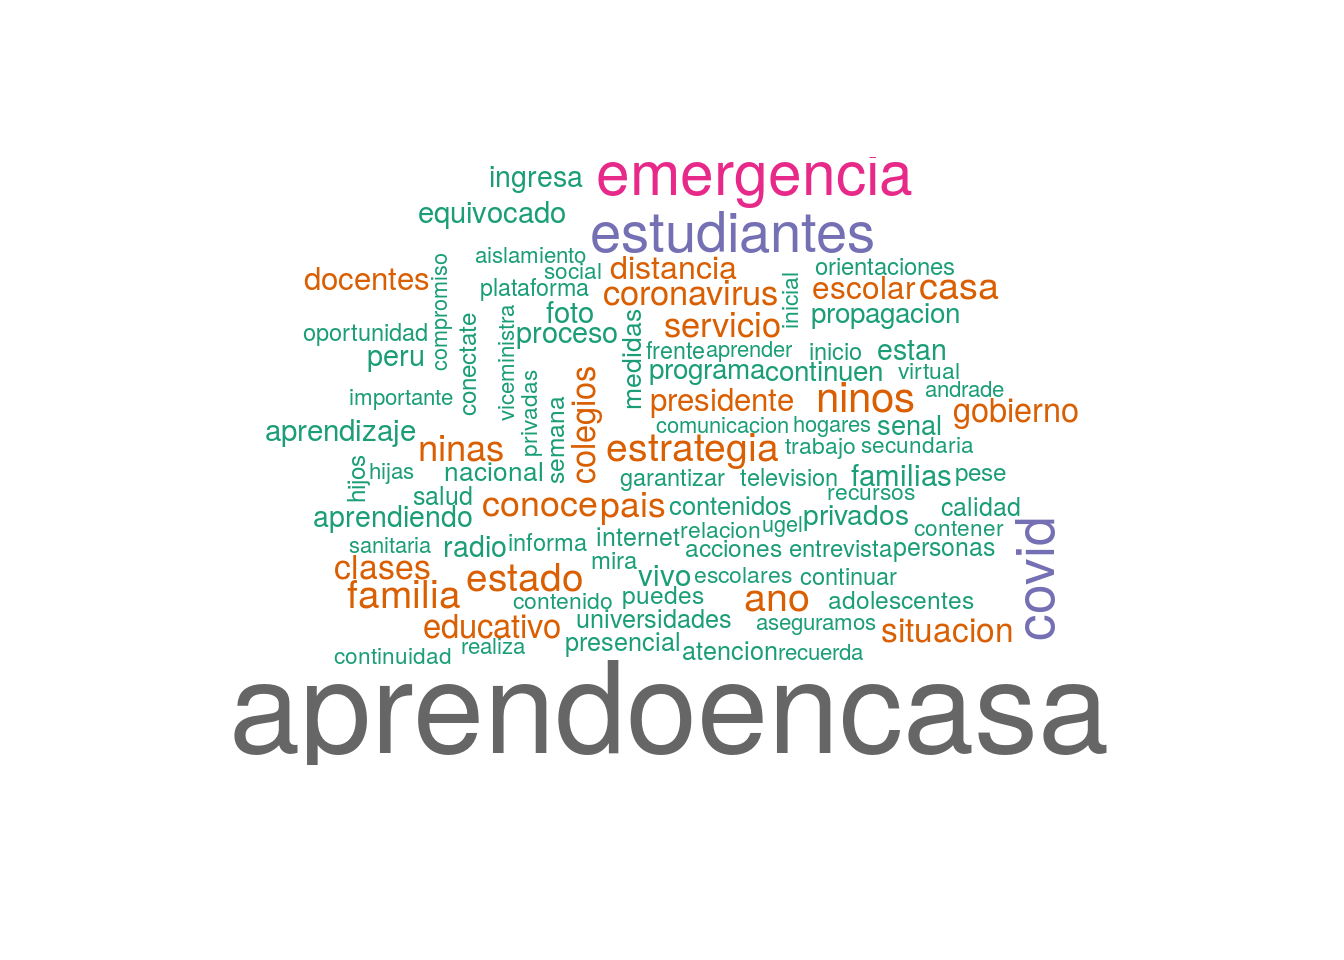 emergencia
ingresa
equivocado
estudiantes
aislamiento
docentes
compromiso
social
distancia
orientaciones
plataforma
coronavirus
inicial
escolar
casa
foto
servicio
propagacion
oportunidad
conectate
viceministra
proceso
medidas
peru
frente
aprender
inicio
estan
programa
continuen
virtual
importante
privadas
colegios
presidente
ninos
andrade
gobierno
aprendizaje
semana
comunicacion
hogares
senal
ninas
estrategia
trabajo
secundaria
hijos
hijas
nacional
garantizar
television
familias
pese
salud
conoce
pais
contenidos
recursos
privados
calidad
aprendiendo
relacion
ugel
contener
covid
sanitaria
radio
informa
internet
acciones
entrevista
personas
clases
mira
estado
vivo
escolares
continuar
familia
contenido
puedes
ano
adolescentes
educativo
universidades
aseguramos
situacion
continuidad
realiza
presencial
atencion
recuerda
aprendoencasa